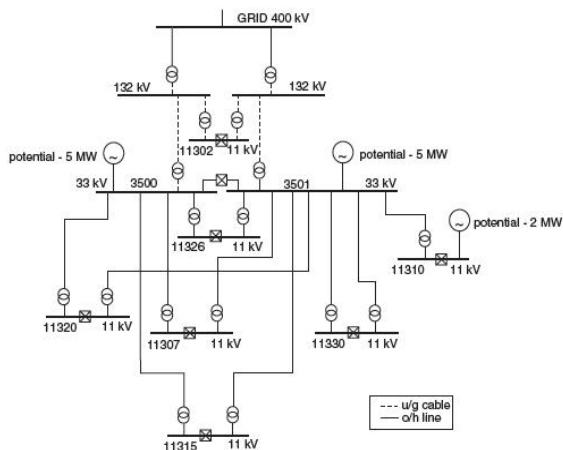 GRID 400 kV
132 kV
132 kV
11302
11 kV
potential - 5 MW
potential - 5 MW
33 kV
3500
3501
33 kV
potential - 2 MW
11326
11 kV
11310
11 kV
11320
11 kV
11307
11 kV
11330
11 kV
u/g cable
o/h line
11315
11 kV